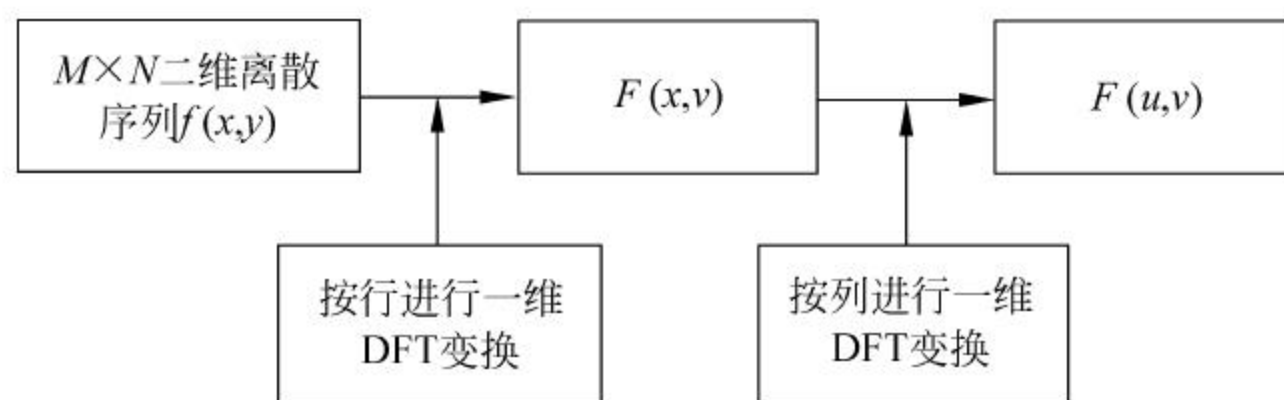 M×N二维离散
序列f(x,y)
F(x,v)
F(u,v)
按行进行一维
DFT变换
按列进行一维
DFT变换